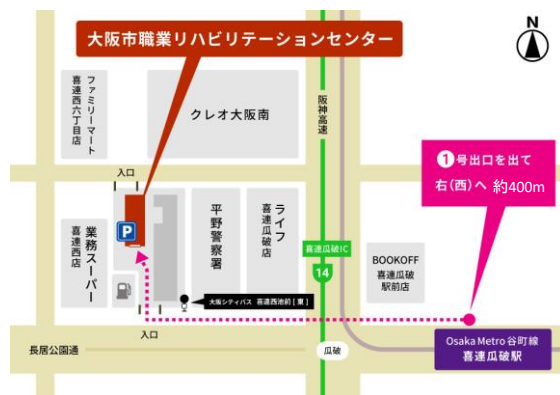 N
大阪市職業リハビリテーションセンター
ファミリーマート
喜連西六丁目店
クレオ大阪南
阪神高速
1号出口を出て
右(西)へ 約400m
入口
P
業務スーパー
喜連西店
平野警察署
ライフ
喜連瓜破店
喜連瓜破IC
14
BOOKOFF
喜連瓜破
駅前店
大阪シティバス 喜連西池前[東]
入口
長居公園通
瓜破
Osaka Metro 谷町線
喜連瓜破駅